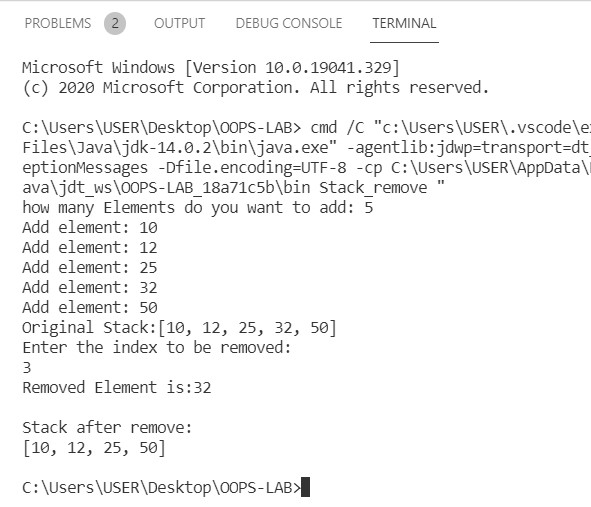 PROBLEMS 2 OUTPUT DEBUG CONSOLE TERMINAL
Microsoft Windows [Version 10.0.19041.329]
(c) 2020 Microsoft Corporation. All rights reserved.
C:\Users\USER\Desktop\OOPS-LAB> cmd /C "c:\Users\USER\.vscode\ex
Files\Java\jdk-14.0.2\bin\java.exe" -agentlib:jdwp=transport=dt_
eptionMessages -Dfile.encoding=UTF-8 -cp C:\Users\USER\AppData\
ava\jdt_ws\OOPS-LAB_18a71c5b\bin Stack_remove "
how many Elements do you want to add: 5
Add element: 10
Add element: 12
Add element: 25
Add element: 32
Add element: 50
Original Stack:[10, 12, 25, 32, 50]
Enter the index to be removed:
3
Removed Element is:32
Stack after remove:
[10, 12, 25, 50]
C:\Users\USER\Desktop\OOPS-LAB>